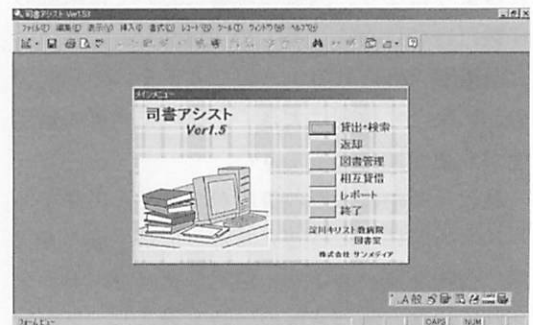 司書アシスト Ver1.53
ファイル(F) 編集(E) 表示(V) 挿入(I) 書式(O) レコード(R) ツール(T) ウィンドウ(W) ヘルプ(H)
メインメニュー
司書アシスト
Ver1.5
貸出・検索
返却
図書管理
相互貸借
レポート
終了
淀川キリスト教病院
図書室
株式会社 サンメディア
A 般
フォームビュー
CAPS NUM